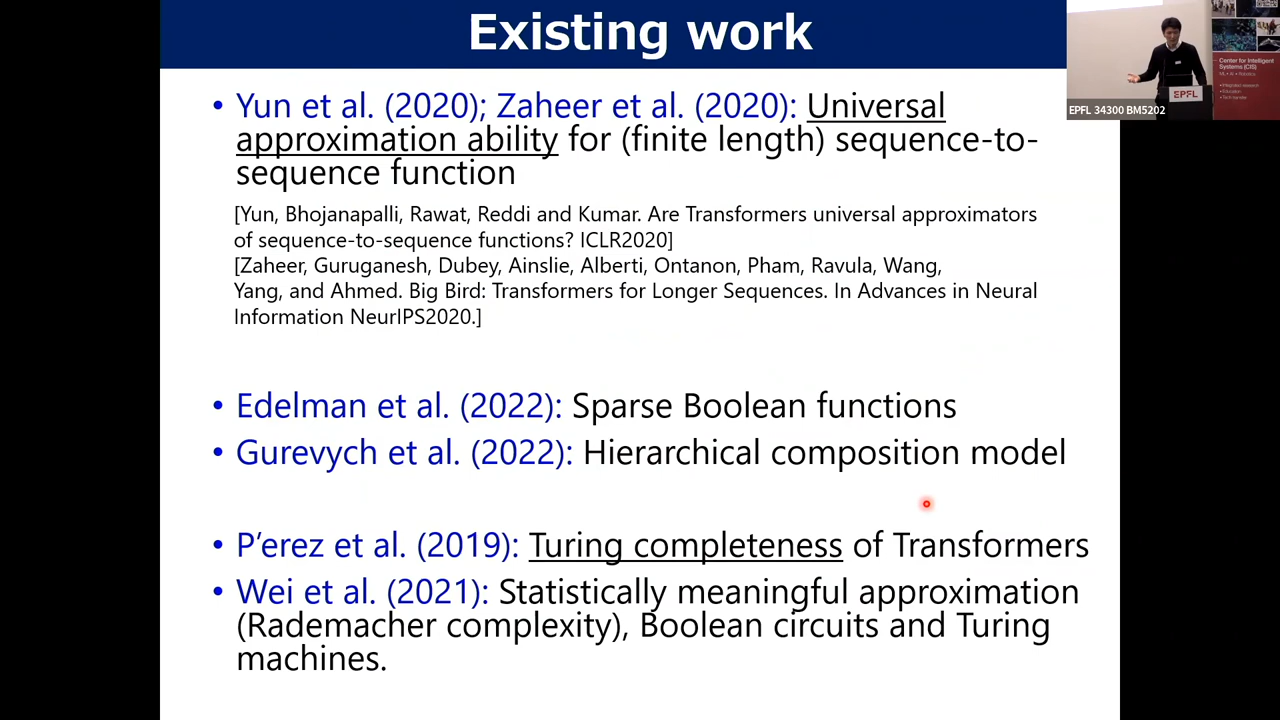 Existing work
• Yun et al. (2020); Zaheer et al. (2020): Universal
approximation ability for (finite length) sequence-to-
sequence function
[Yun, Bhojanapalli, Rawat, Reddi and Kumar. Are Transformers universal approximators
of sequence-to-sequence functions? ICLR2020]
[Zaheer, Guruganesh, Dubey, Ainslie, Alberti, Ontanon, Pham, Ravula, Wang,
Yang, and Ahmed. Big Bird: Transformers for Longer Sequences. In Advances in Neural
Information NeurIPS2020.]
• Edelman et al. (2022): Sparse Boolean functions
• Gurevych et al. (2022): Hierarchical composition model
• P’erez et al. (2019): Turing completeness of Transformers
• Wei et al. (2021): Statistically meaningful approximation
(Rademacher complexity), Boolean circuits and Turing
machines.
Center for Intelligent
Systems (CIS)
EPFL
EPFL 34300 BM5202